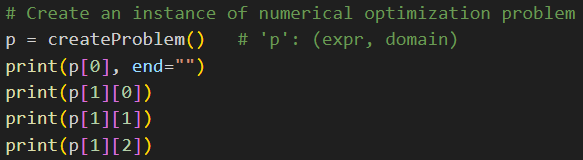 # Create an instance of numerical optimization problem
p = createProblem()   # 'p': (expr, domain)
print(p[0], end="")
print(p[1][0])
print(p[1][1])
print(p[1][2])